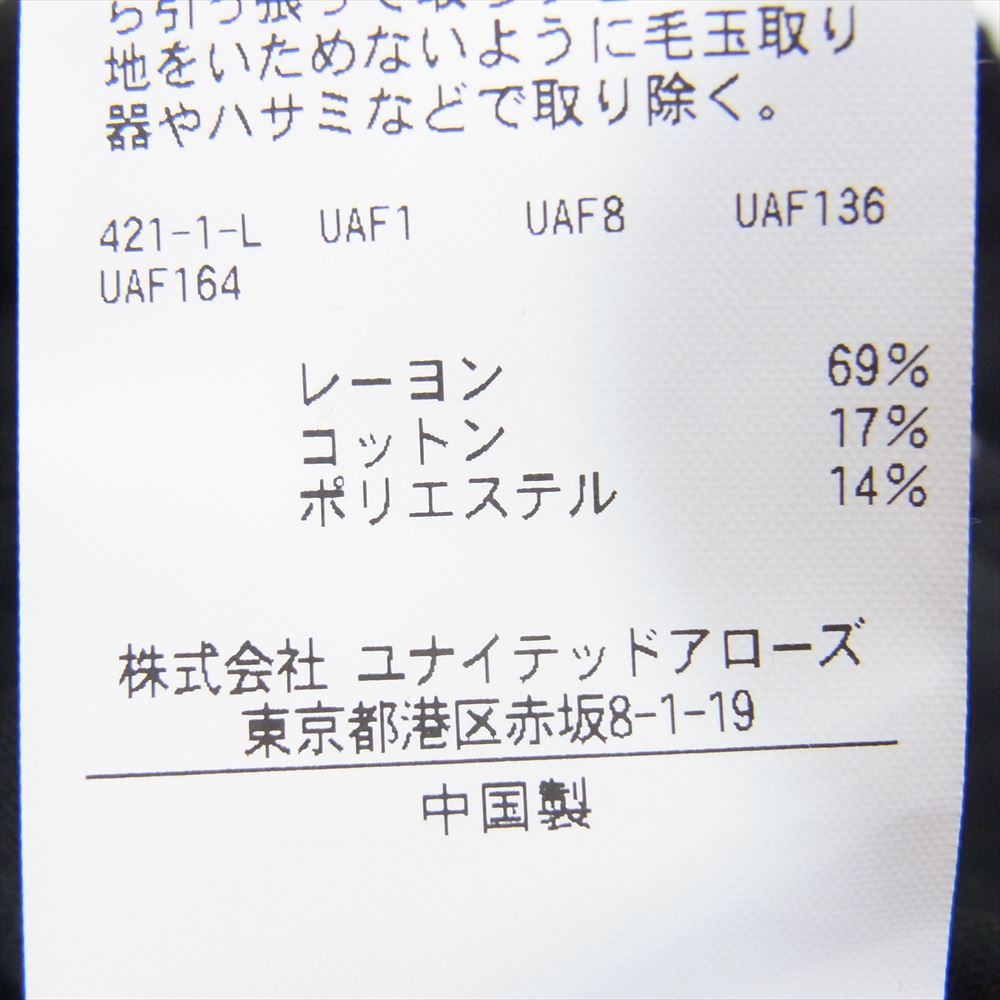 地をいためないように毛玉取り
器やハサミなどで取り除く。
421-1-L UAF1 UAF8 UAF136
UAF164
レーヨン 69%
コットン 17%
ポリエステル 14%
株式会社 ユナイテッドアローズ
東京都港区赤坂8-1-19
中国製